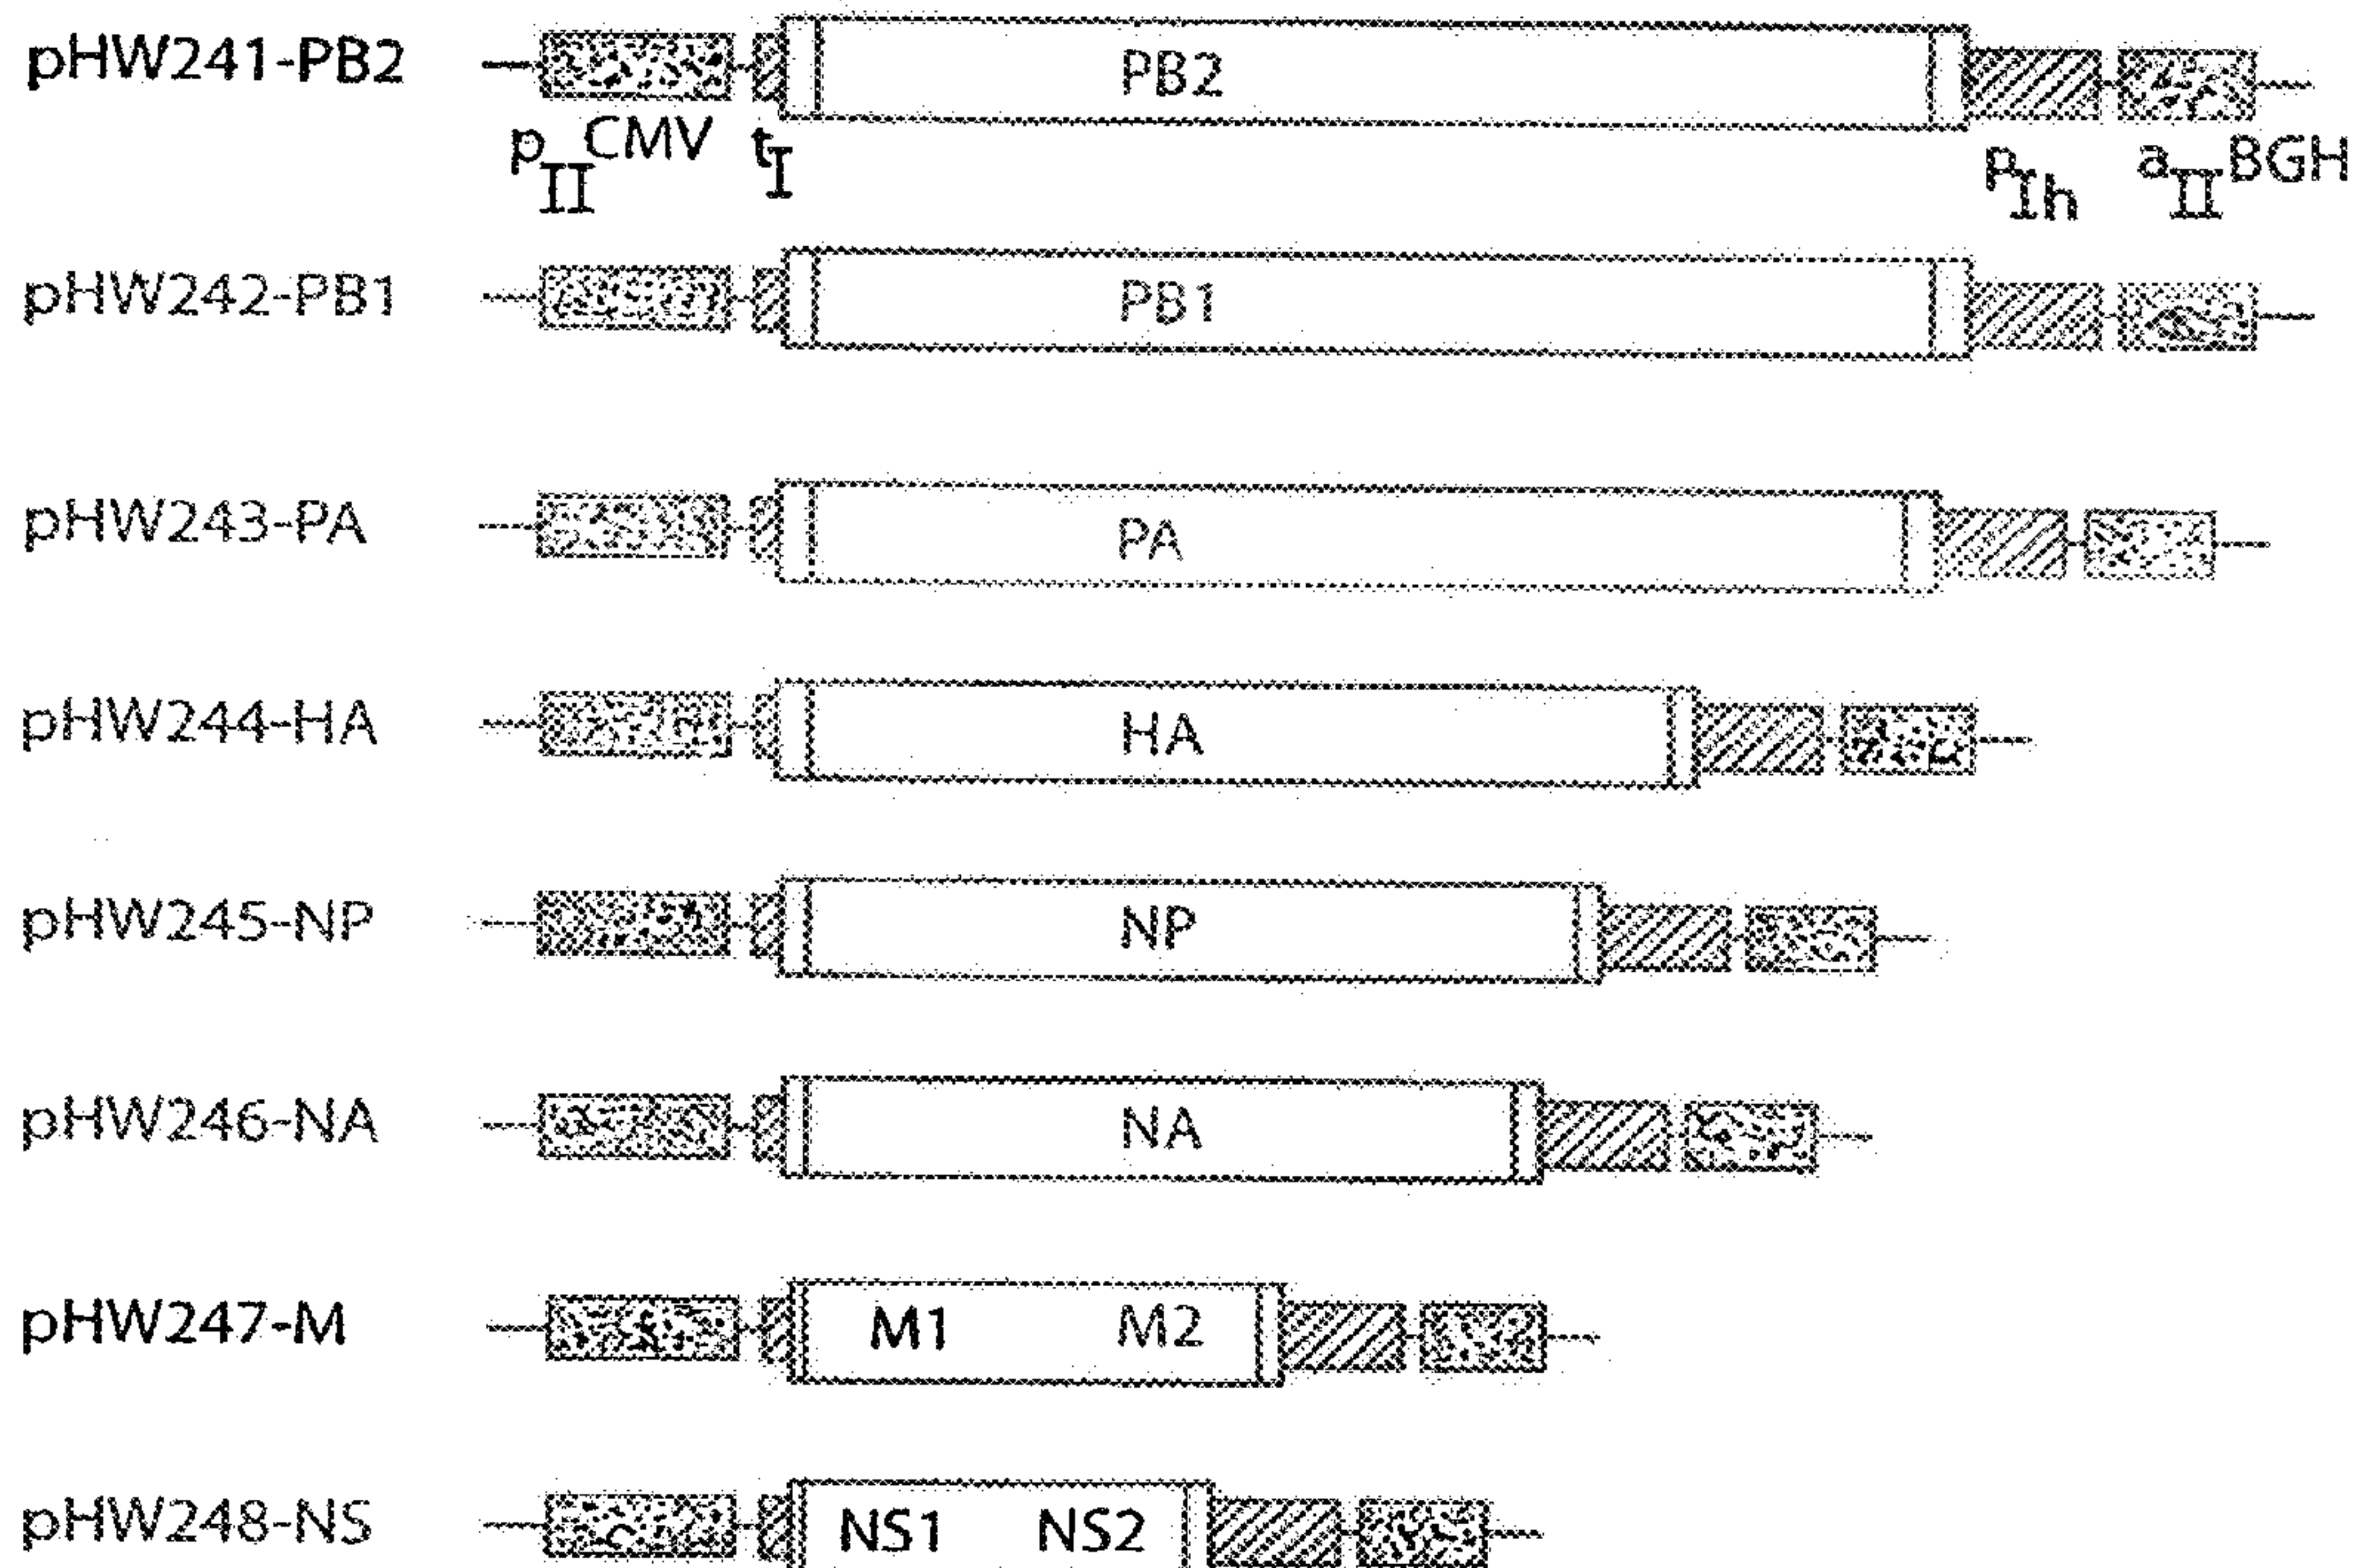 pHW241-PB2 PB2
pIICMV tI pIh aIIBGH
pHW242-PB1 PB1
pHW243-PA PA
pHW244-HA HA
pHW245-NP NP
pHW246-NA NA
pHW247-M M1 M2
pHW248-NS NS1 NS2